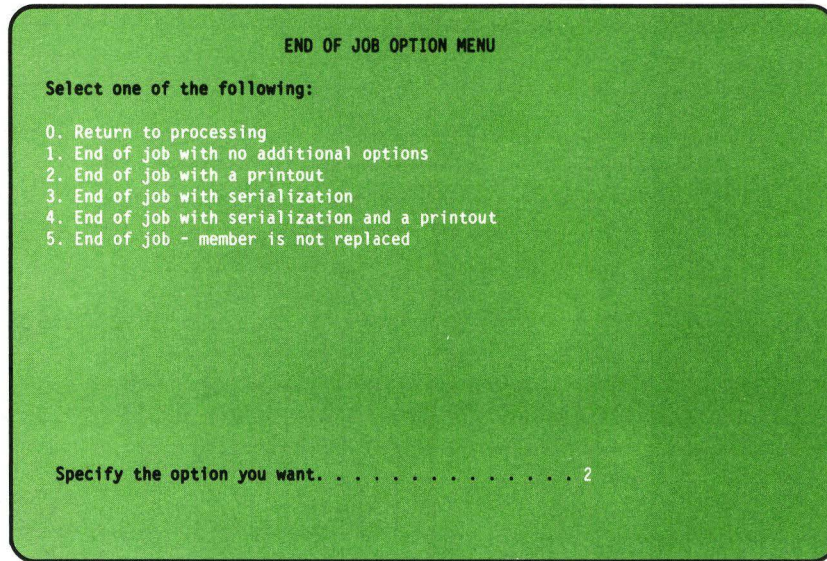 END OF JOB OPTION MENU
Select one of the following:
0. Return to processing
1. End of job with no additional options
2. End of job with a printout
3. End of job with serialization
4. End of job with serialization and a printout
5. End of job - member is not replaced
Specify the option you want. . . . . . . . . . . . . . . 2